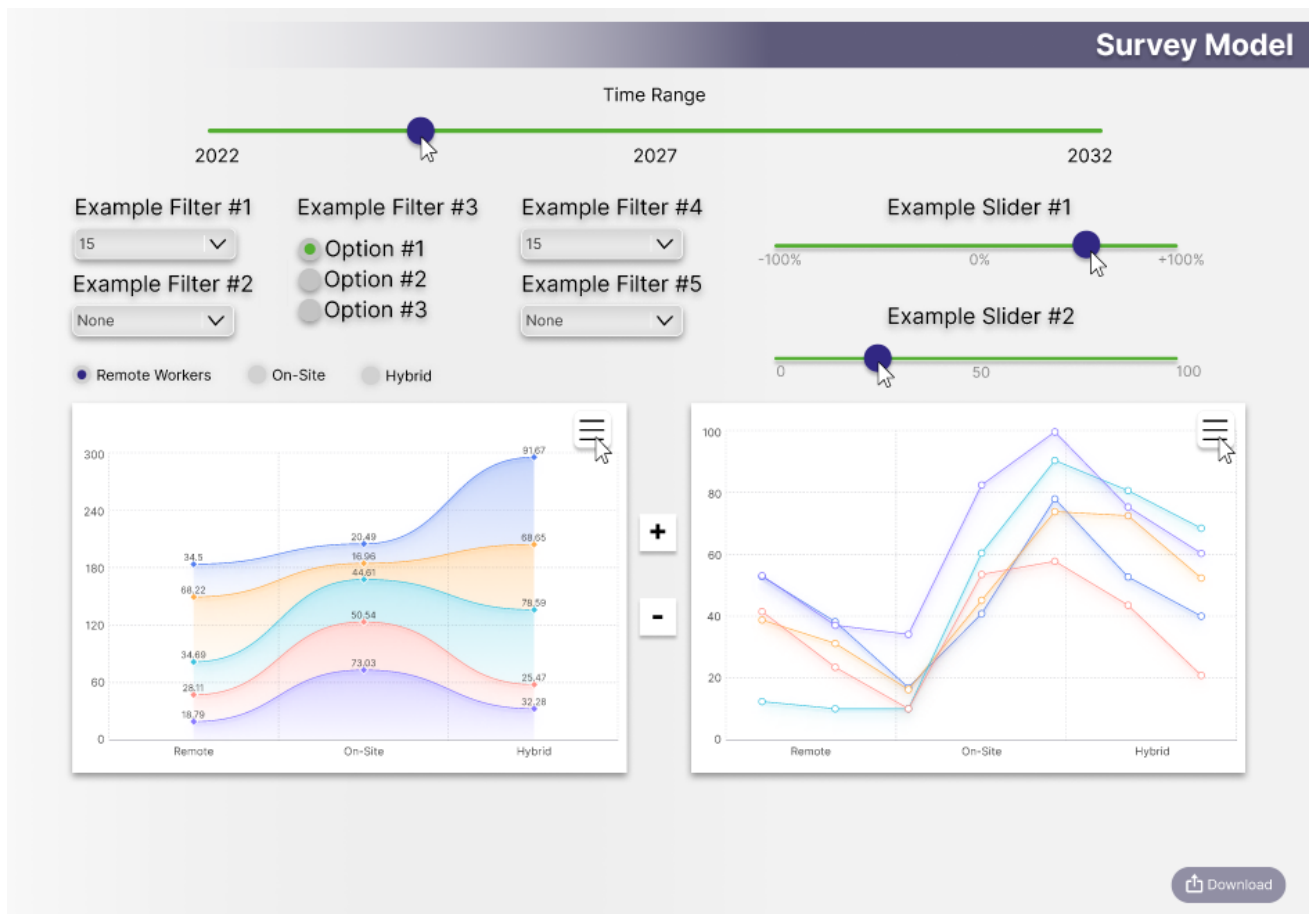 Survey Model
Time Range
2022 2027 2032
Example Filter #1 Example Filter #3 Example Filter #4 Example Slider #1
15 Option #1 15 -100% 0% +100%
Example Filter #2 Option #2 Example Filter #5
None Option #3 None Example Slider #2
Remote Workers On-Site Hybrid 0 50 100
300
240
180
120
60
0
34.5
68.22
34.69
28.11
18.79
20.49
16.96
44.61
50.54
73.03
91.67
68.65
78.59
25.47
32.28
Remote On-Site Hybrid
+
-
100
80
60
40
20
0
Remote On-Site Hybrid
Download